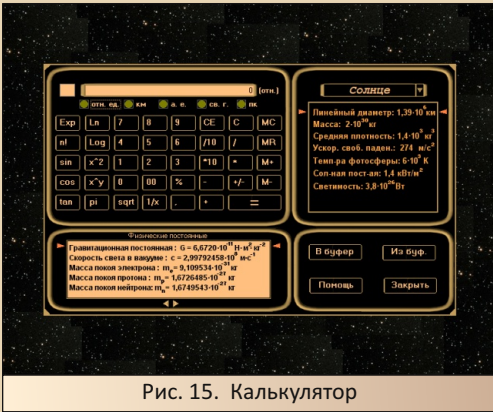 0 (отн.)
отн. ед. км а. е. св. г. пк
Exp Ln 7 8 9 CE C MC
n! Log 4 5 6 /10 / MR
sin x^2 1 2 3 *10 * M+
cos x^y 0 00 % - +/- M-
tan pi sqrt 1/x , + =
Солнце
Линейный диаметр: 1,39·10⁶ км
Масса: 2·10³⁰ кг
Средняя плотность: 1,4·10³ кг³
Ускор. своб. паден.: 274 м/с²
Темп-ра фотосферы: 6·10³ К
Сол-ная пост-ая: 1,4 кВт/м²
Светимость: 3,8·10²⁶ Вт
Физические постоянные
Гравитационная постоянная : G = 6,6720·10⁻¹¹ Н·м²·кг⁻²
Скорость света в вакууме : c = 2,99792458·10⁸ м·с⁻¹
Масса покоя электрона : mₑ = 9,109534·10⁻³¹ кг
Масса покоя протона : mₚ = 1,6726485·10⁻²⁷ кг
Масса покоя нейтрона: mₙ = 1,6749543·10⁻²⁷ кг
В буфер Из буф.
Помощь Закрыть
Рис. 15. Калькулятор